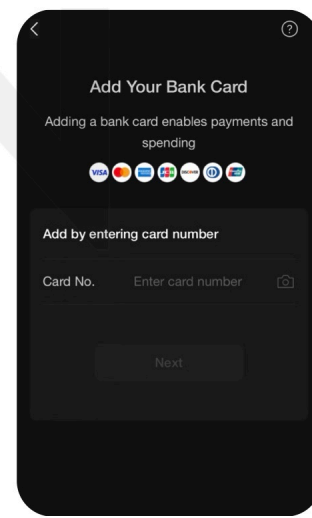 Add Your Bank Card
Adding a bank card enables payments and
spending
VISA
Add by entering card number
Card No. Enter card number
Next